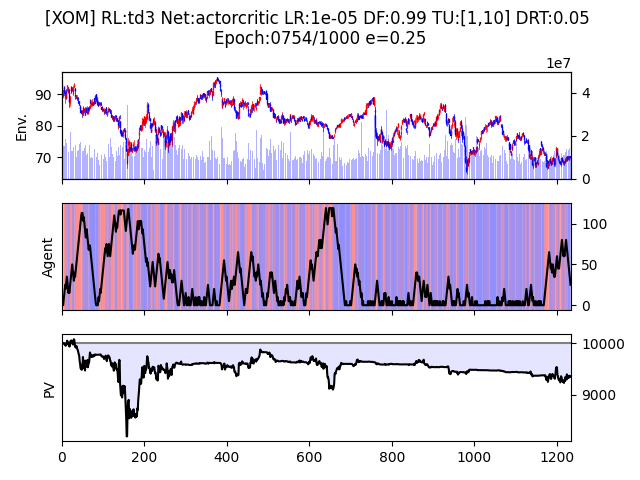 [XOM] RL:td3 Net:actorcritic LR:1e-05 DF:0.99 TU:[1,10] DRT:0.05
Epoch:0754/1000 e=0.25
1e7
Env.
90
80
70
4
2
0
Agent
100
50
0
PV
10000
9000
0 200 400 600 800 1000 1200